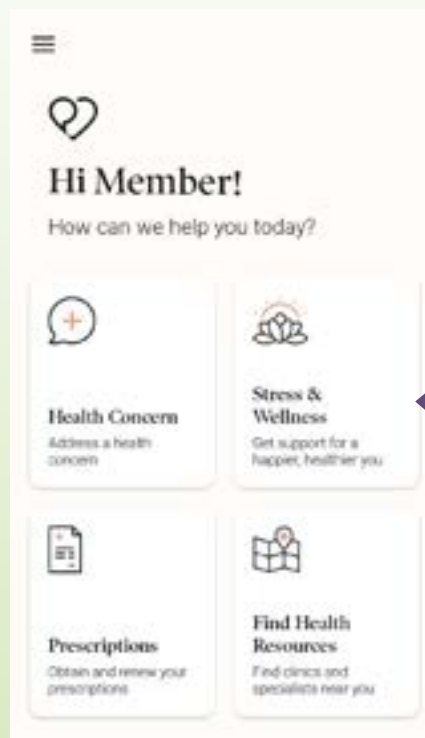 Hi Member!
How can we help you today?
Health Concern
Address a health
concern
Stress &
Wellness
Get support for a
happier, healthier you
Prescriptions
Obtain and renew your
prescriptions
Find Health
Resources
Find clinics and
specialists near you